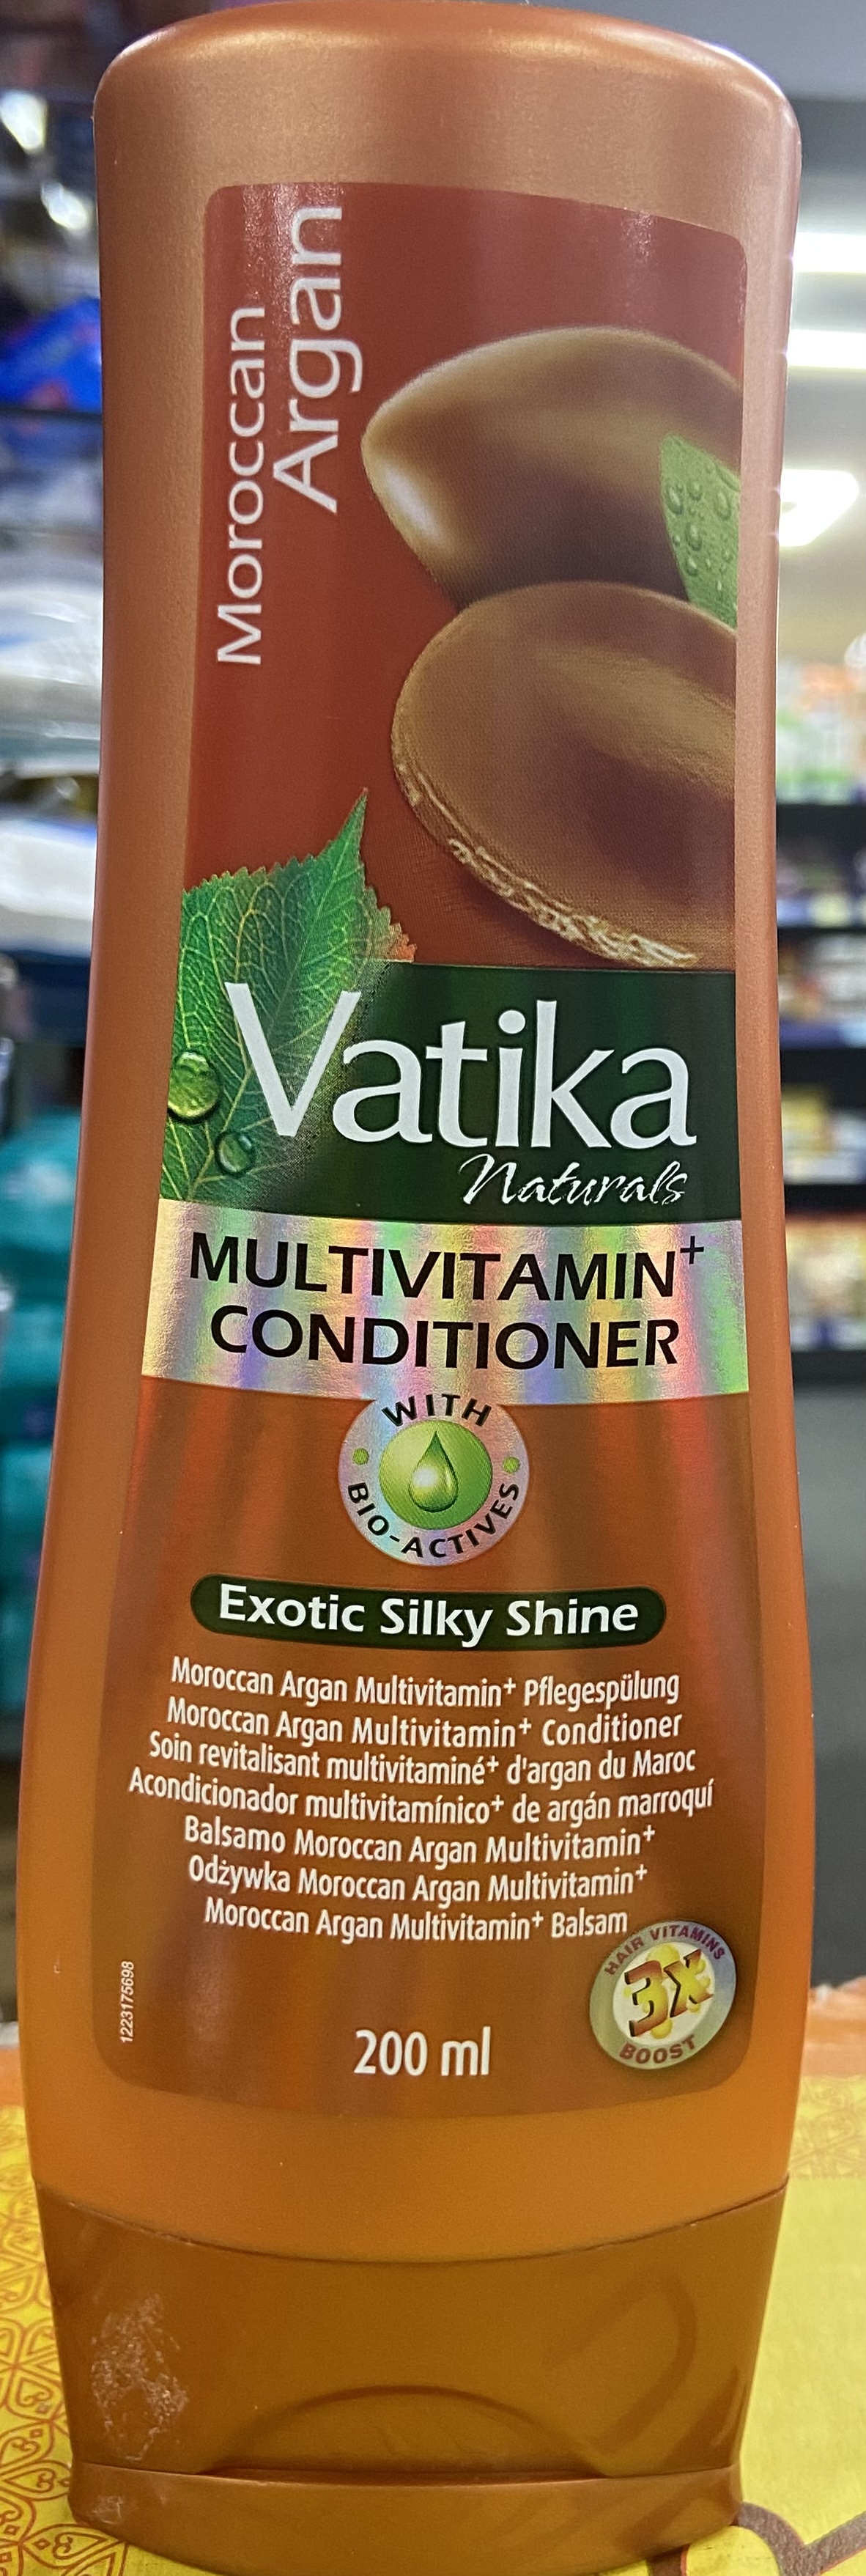 Moroccan
Argan
Vatika
Naturals
MULTIVITAMIN+
CONDITIONER
WITH
BIO-ACTIVES
Exotic Silky Shine
Moroccan Argan Multivitamin+ Pflegespülung
Moroccan Argan Multivitamin+ Conditioner
Soin revitalisant multivitaminé+ d'argan du Maroc
Acondicionador multivitamínico+ de argán marroquí
Balsamo Moroccan Argan Multivitamin+
Odżywka Moroccan Argan Multivitamin+
Moroccan Argan Multivitamin+ Balsam
HAIR VITAMINS
3x
BOOST
1223175698
200 ml